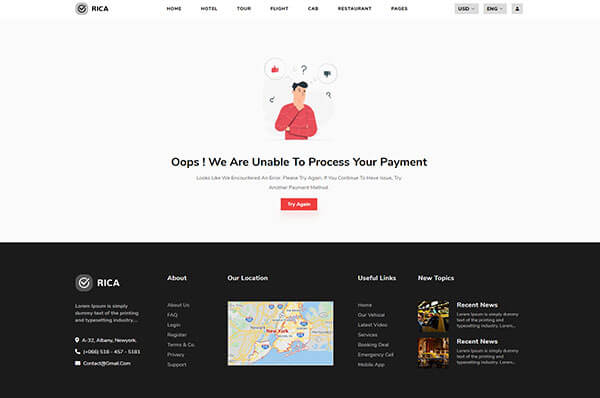 RICA
HOME HOTEL TOUR FLIGHT CAB RESTAURANT PAGES
USD ENG
Oops ! We Are Unable To Process Your Payment
Looks Like We Encountered An Error. Please Try Again, If You Continue To Have Issue, Try
Another Payment Method.
Try Again
RICA
Lorem Ipsum is simply
dummy text of the printing
and typesetting industry....
A-32, Albany, Newyork.
(+066) 518 - 457 - 5181
Contact@Gmail.Com
About
About Us
FAQ
Login
Register
Terms & Co.
Privacy
Support
Our Location
New York
Useful Links
Home
Our Vehical
Latest Video
Services
Booking Deal
Emergency Call
Mobile App
New Topics
Recent News
Lorem Ipsum is simply
dummy text of the printing
and typesetting industry. Lorem...
Recent News
Lorem Ipsum is simply
dummy text of the printing
and typesetting industry. Lorem...